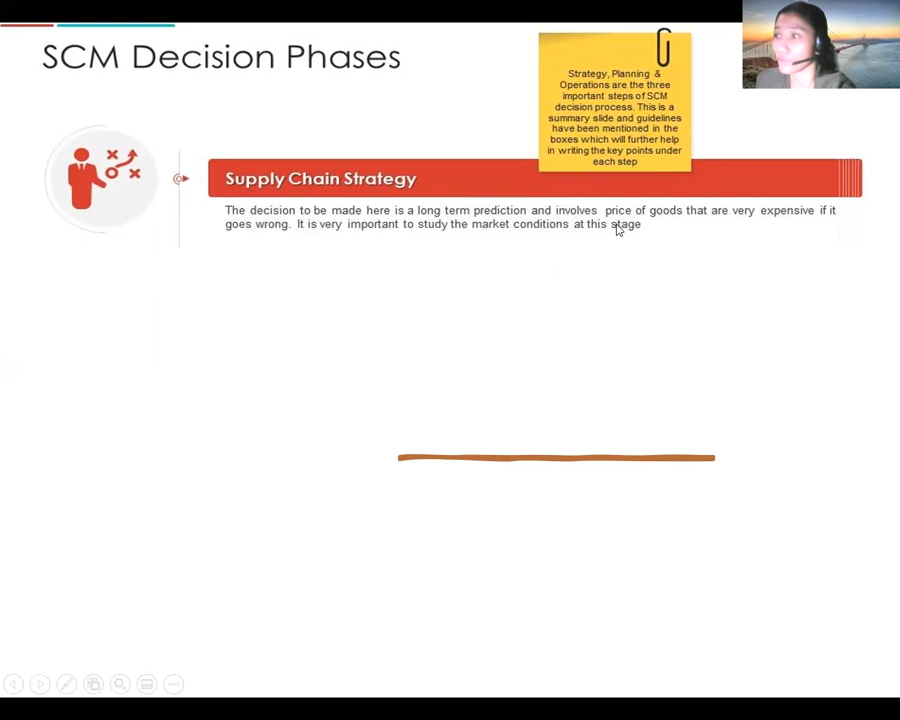 SCM Decision Phases
Strategy, Planning &
Operations are the three
important steps of SCM
decision process. This is a
summary slide and guidelines
have been mentioned in the
boxes which will further help
in writing the key points under
each step
Supply Chain Strategy
The decision to be made here is a long term prediction and involves price of goods that are very expensive if it
goes wrong. It is very important to study the market conditions at this stage